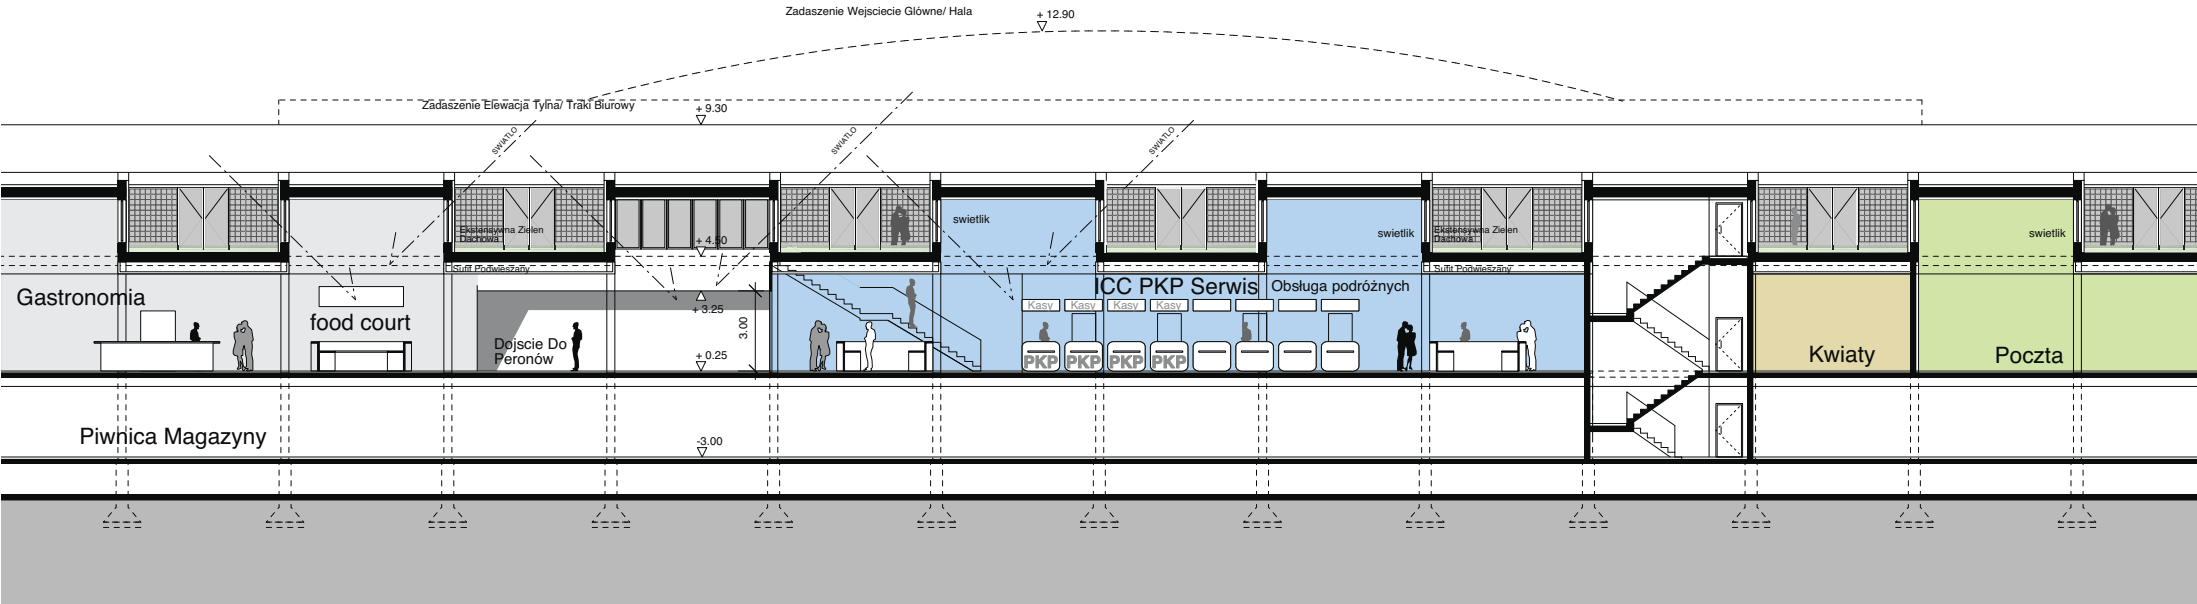 Zadaszenie Wejsciecie Glówne/ Hala
+ 12.90
Zadaszenie Elewacja Tylna/ Trakt Biurowy
+ 9.30
SWIATLO
SWIATLO
SWIATLO
swietlik
swietlik
swietlik
Ekstensywna Zielen
Dachowa
+ 4.50
Ekstensywna Zielen
Dachowa
Sufit Podwieszany
Sufit Podwieszany
Gastronomia
food court
+ 3.25
3.00
Dojscie Do
Peronów
+ 0.25
ICC PKP Serwis
Obsługa podróżnych
Kasy
Kasy
Kasy
Kasy
PKP
PKP
PKP
PKP
Kwiaty
Poczta
Piwnica Magazyny
-3.00